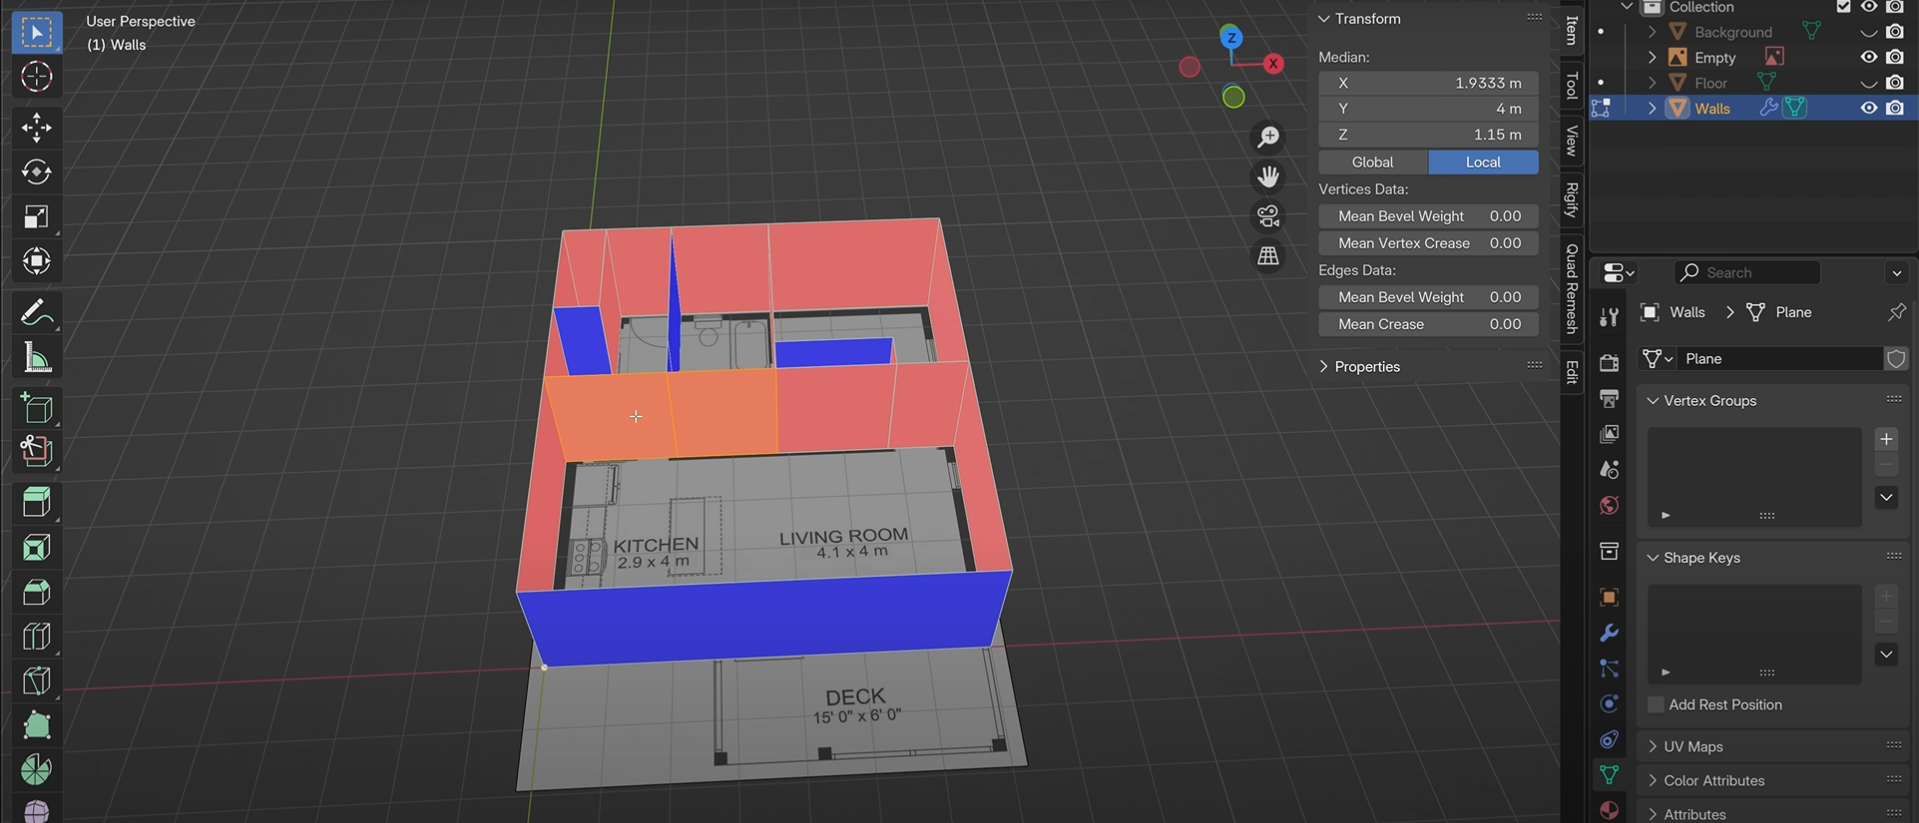 User Perspective
(1) Walls
Z
X
Transform
Median:
X 1.9333 m
Y 4 m
Z 1.15 m
Global Local
Vertices Data:
Mean Bevel Weight 0.00
Mean Vertex Crease 0.00
Edges Data:
Mean Bevel Weight 0.00
Mean Crease 0.00
Properties
Item
Tool
View
Rigify
Quad Remesh
Edit
KITCHEN
2.9 x 4 m
LIVING ROOM
4.1 x 4 m
DECK
15' 0" x 6' 0"
Collection
Background
Empty
Floor
Walls
Search
Walls Plane
Plane
Vertex Groups
Shape Keys
Add Rest Position
UV Maps
Color Attributes
Attributes